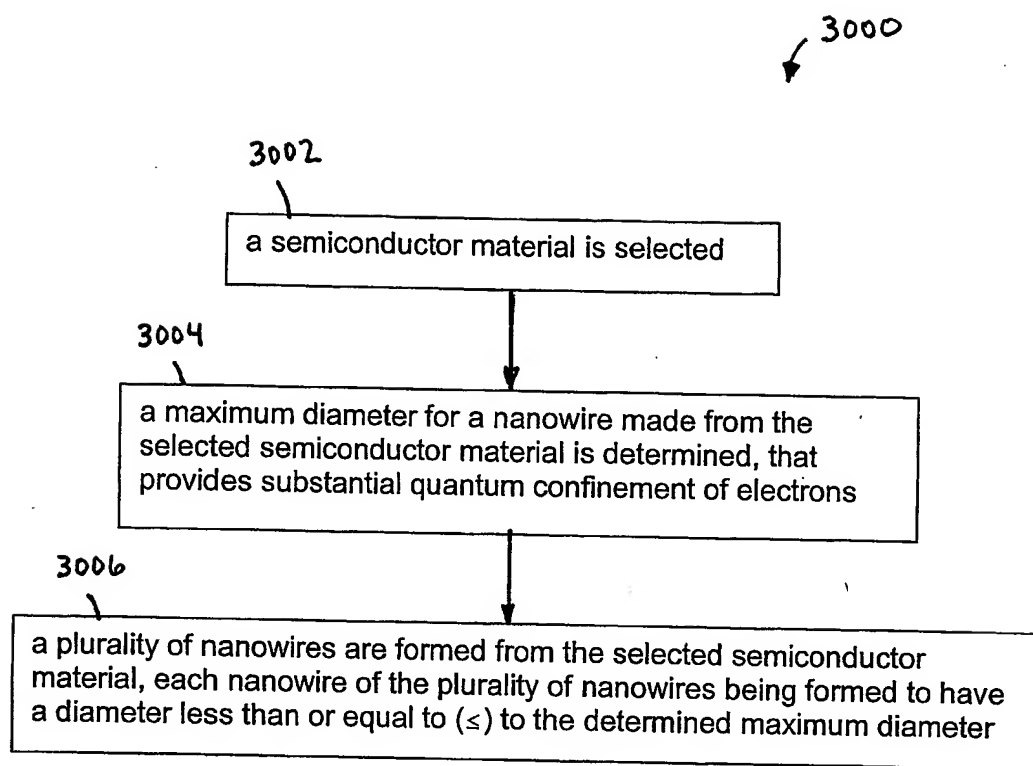 3000
3002
a semiconductor material is selected
3004
a maximum diameter for a nanowire made from the
selected semiconductor material is determined, that
provides substantial quantum confinement of electrons
3006
a plurality of nanowires are formed from the selected semiconductor
material, each nanowire of the plurality of nanowires being formed to have
a diameter less than or equal to (≤) to the determined maximum diameter